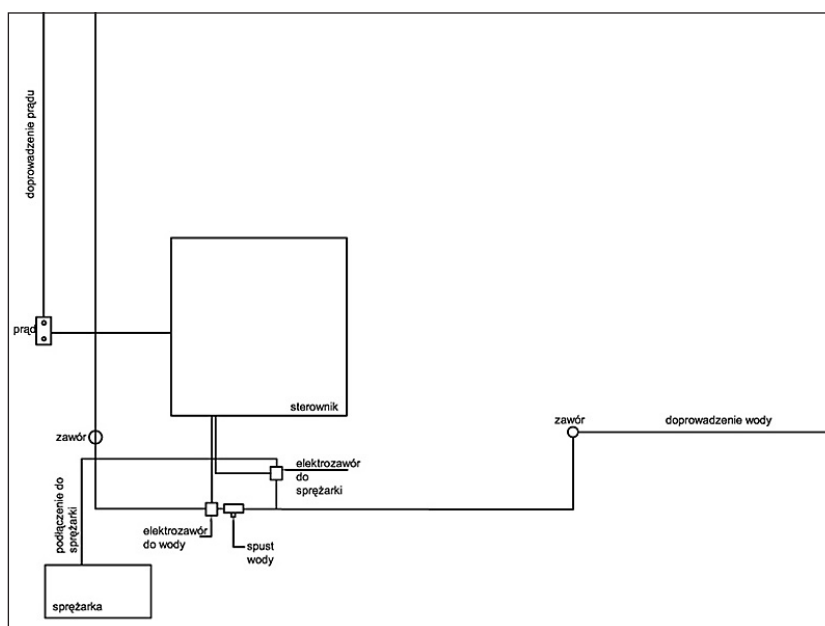 doprowadzenie prądu
prąd
sterownik
zawór
zawór
doprowadzenie wody
elektrozawór
do
sprężarki
podłączenie do
sprężarki
elektrozawór
do wody
spust
wody
sprężarka